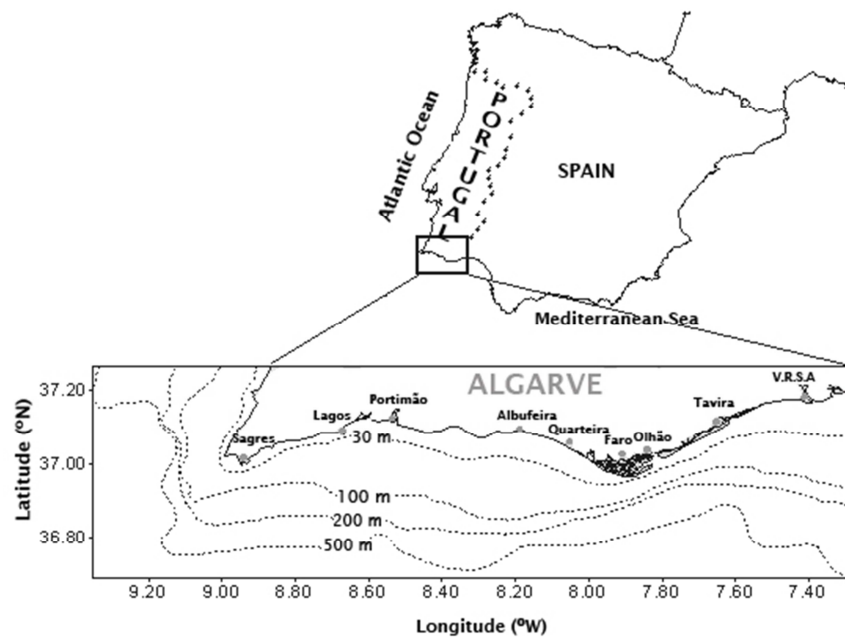 Atlantic Ocean
PORTUGAL
SPAIN
Mediterranean Sea
ALGARVE
V.R.S.A
Portimão
Tavira
Lagos
Albufeira
Quarteira
Sagres
30 m
Faro
Olhão
100 m
200 m
500 m
37.20
37.00
36.80
Latitude (ºN)
9.20
9.00
8.80
8.60
8.40
8.20
8.00
7.80
7.60
7.40
Longitude (ºW)